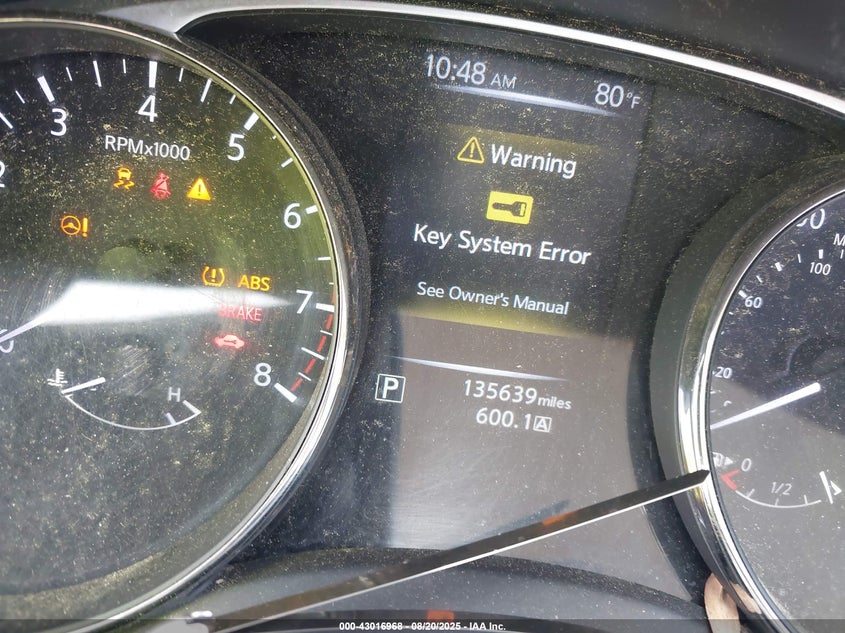 10:48 AM
80°F
Warning
Key System Error
See Owner's Manual
P
135639 miles
600.1 A
2
3
4
5
6
7
8
RPMx1000
!
ABS
BRAKE
H
100
60
20
0
1/2
000-43016968 - 08/20/2025 - IAA Inc.